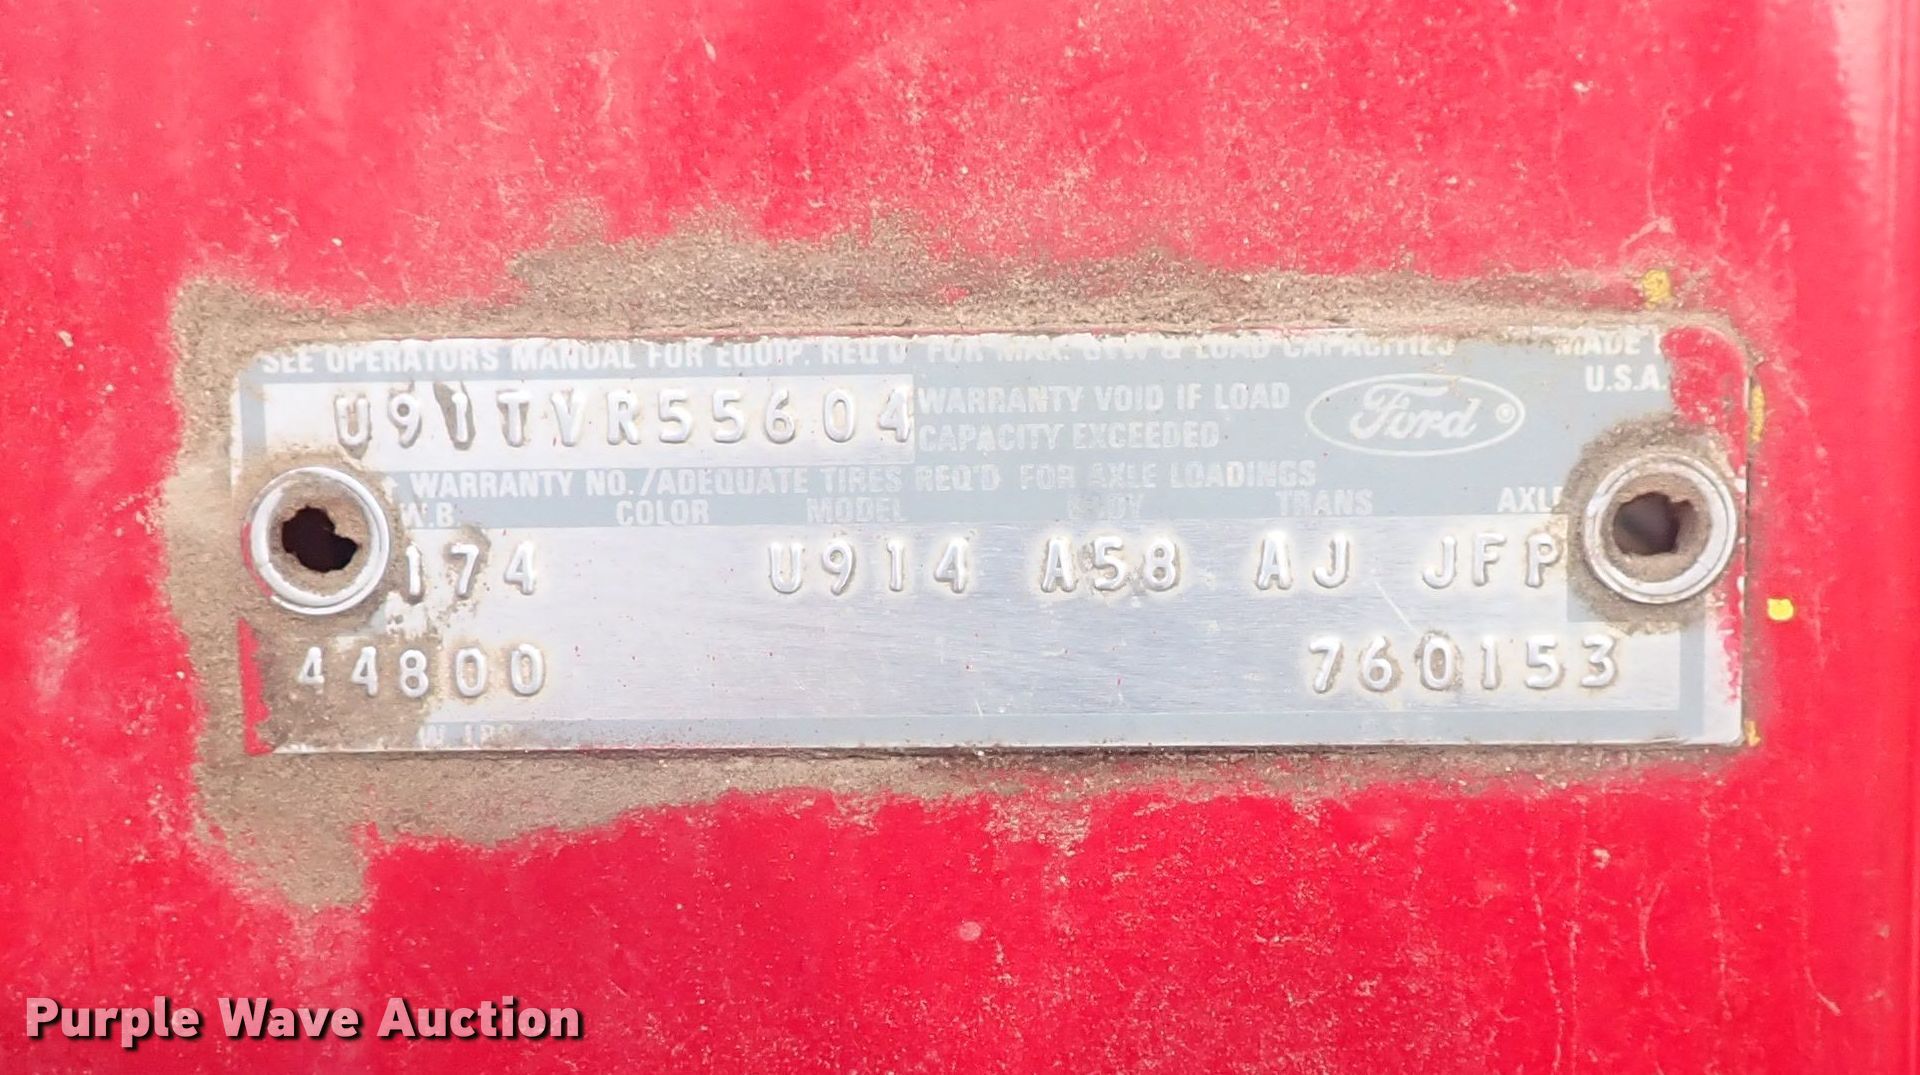 SEE OPERATORS MANUAL FOR EQUIP. REQ'D FOR MAX. GVW & LOAD CAPACITIES MADE
U.S.A.
U91TVR55604
WARRANTY VOID IF LOAD
CAPACITY EXCEEDED
Ford ®
WARRANTY NO./ADEQUATE TIRES REQ'D FOR AXLE LOADINGS
W.B. COLOR MODEL BODY TRANS AXLE
174 U914 A58 AJ JFP
44800 760153
Purple Wave Auction